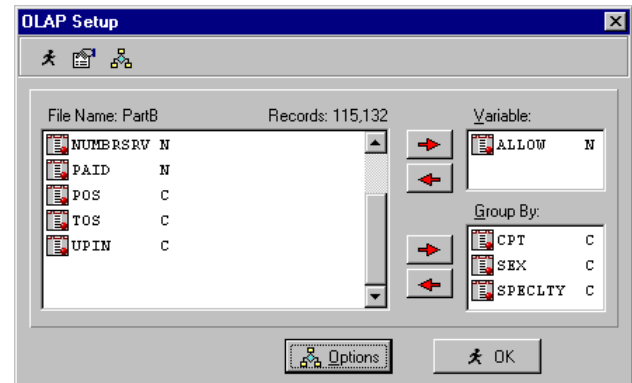 OLAP Setup
File Name: PartB Records: 115,132
NUMBRSRV N
PAID N
POS C
TOS C
UPIN C
Variable:
ALLOW N
Group By:
CPT C
SEX C
SPECLTY C
Options
OK